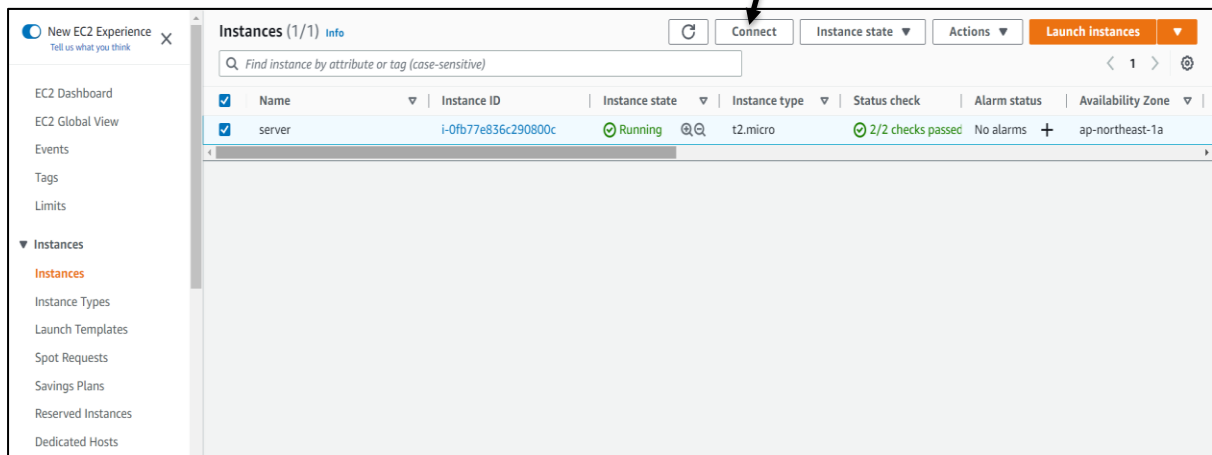 New EC2 Experience
Tell us what you think
EC2 Dashboard
EC2 Global View
Events
Tags
Limits
Instances
Instances
Instance Types
Launch Templates
Spot Requests
Savings Plans
Reserved Instances
Dedicated Hosts
Instances (1/1) Info
Connect
Instance state
Actions
Launch instances
Find instance by attribute or tag (case-sensitive)
1
Name Instance ID Instance state Instance type Status check Alarm status Availability Zone
server i-0fb77e836c290800c Running t2.micro 2/2 checks passed No alarms + ap-northeast-1a